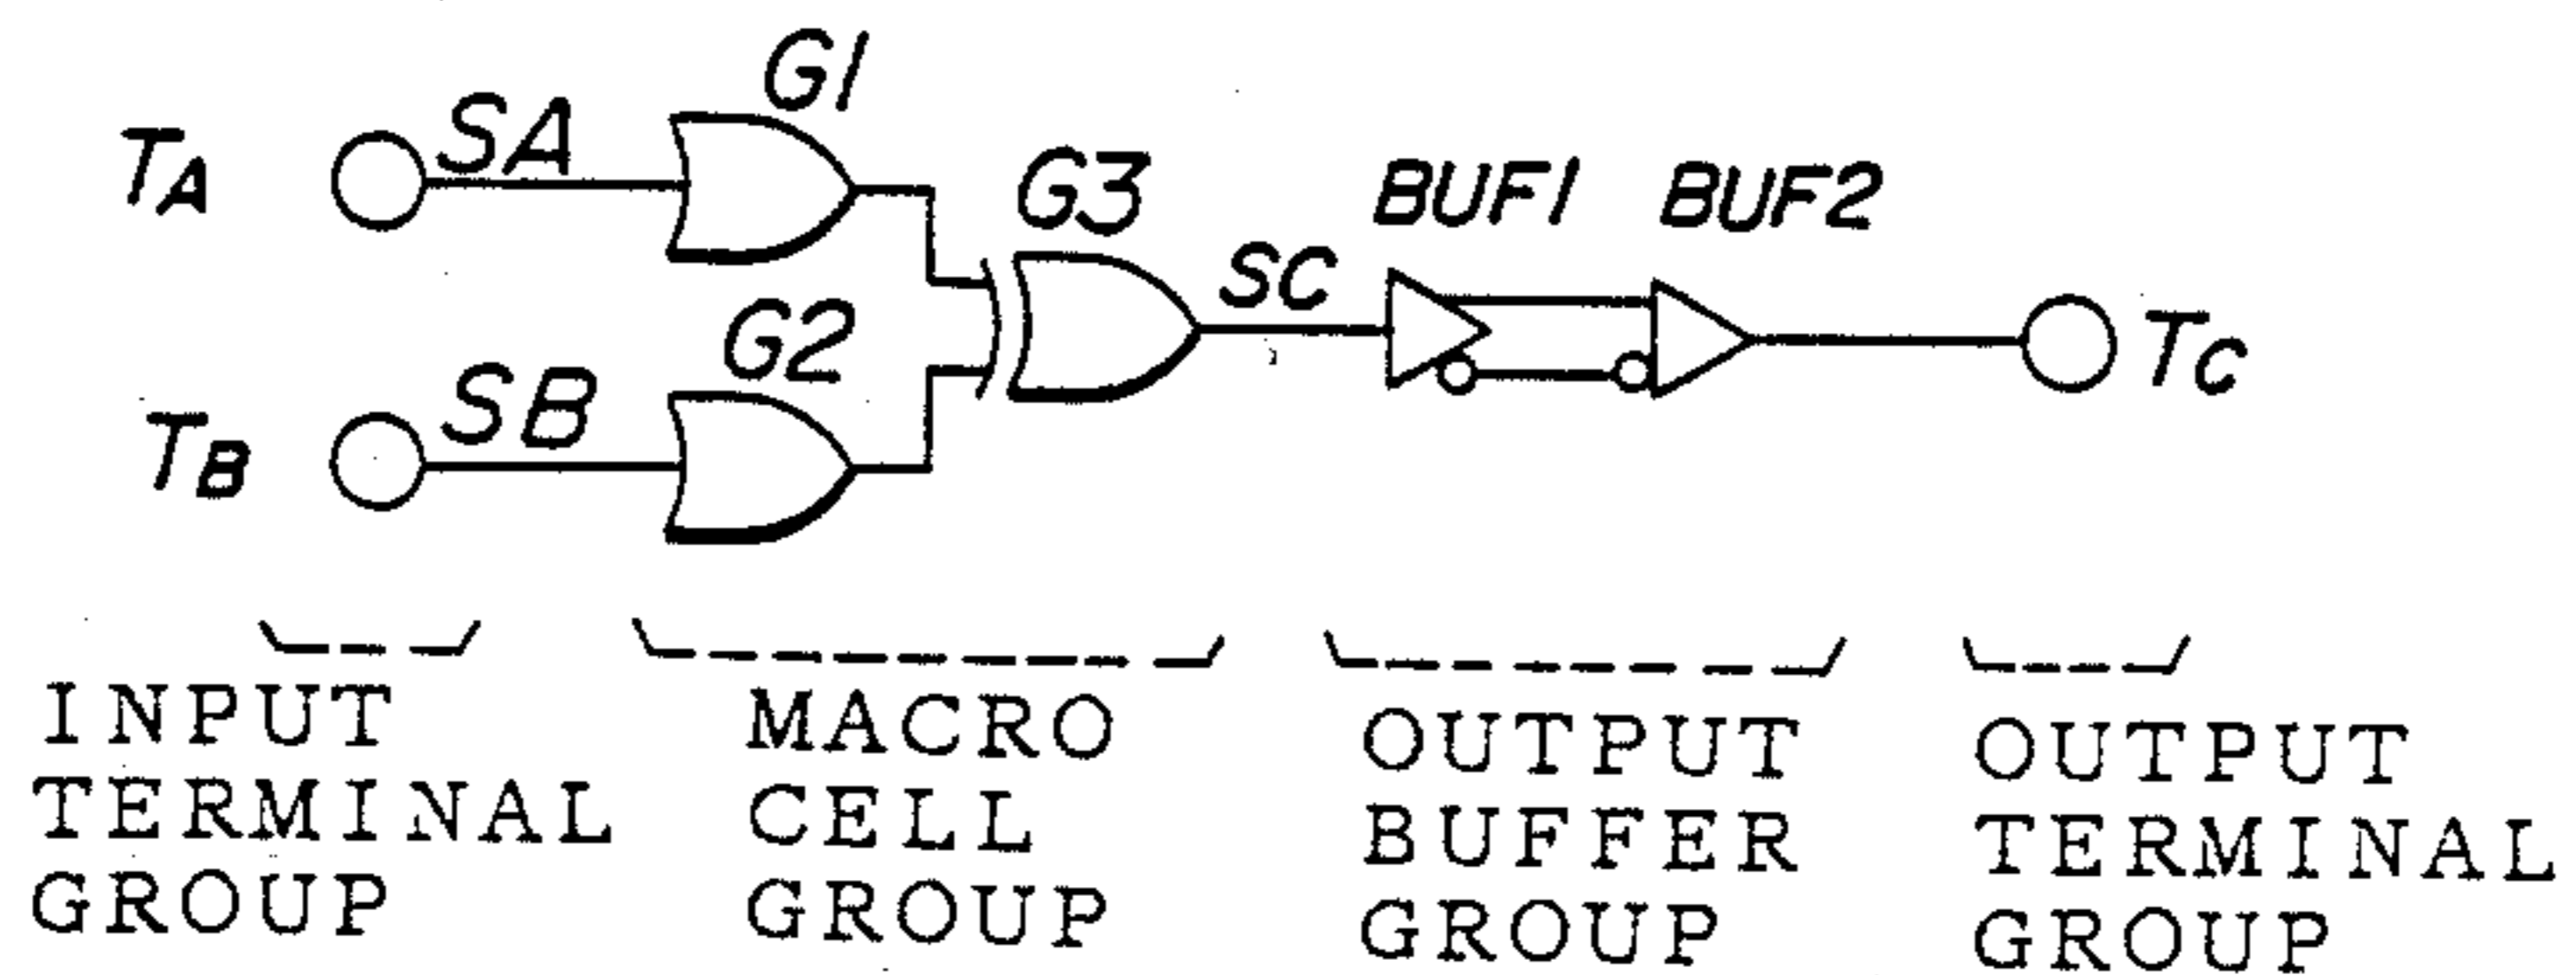 TA
SA
G1
G3
BUF1
BUF2
SC
TC
G2
TB
SB
INPUT
TERMINAL
GROUP
MACRO
CELL
GROUP
OUTPUT
BUFFER
GROUP
OUTPUT
TERMINAL
GROUP